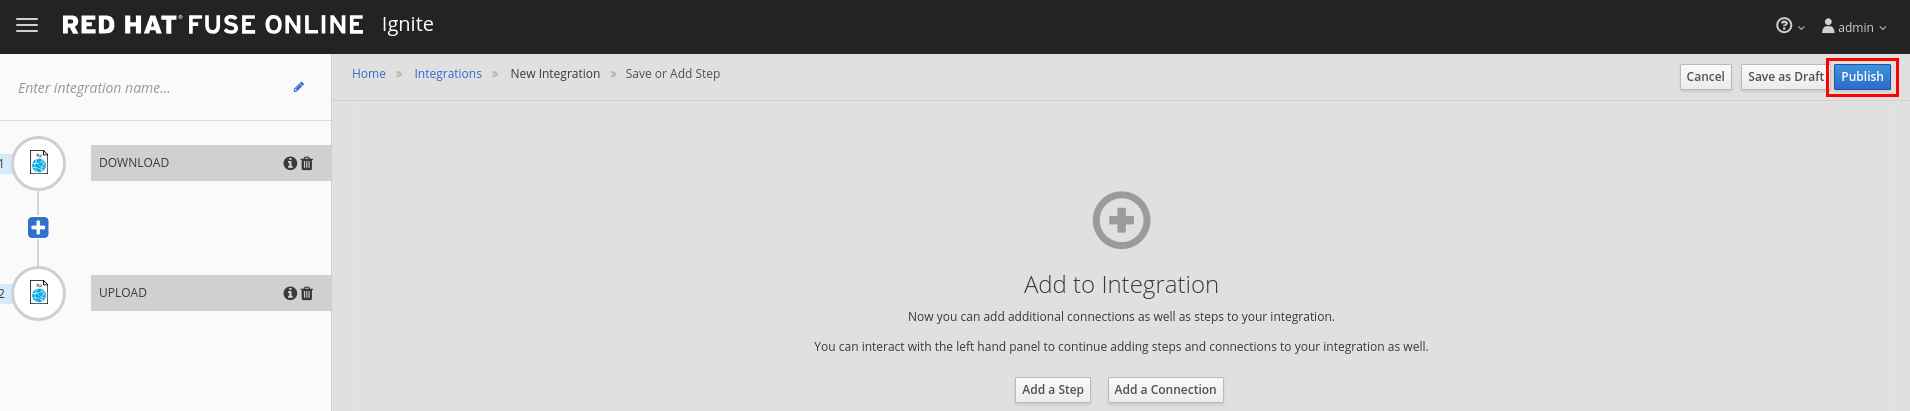 RED HAT® FUSE ONLINE Ignite
admin
Enter integration name...
Home » Integrations » New Integration » Save or Add Step
Cancel Save as Draft Publish
1 DOWNLOAD
2 UPLOAD
Add to Integration
Now you can add additional connections as well as steps to your integration.
You can interact with the left hand panel to continue adding steps and connections to your integration as well.
Add a Step Add a Connection